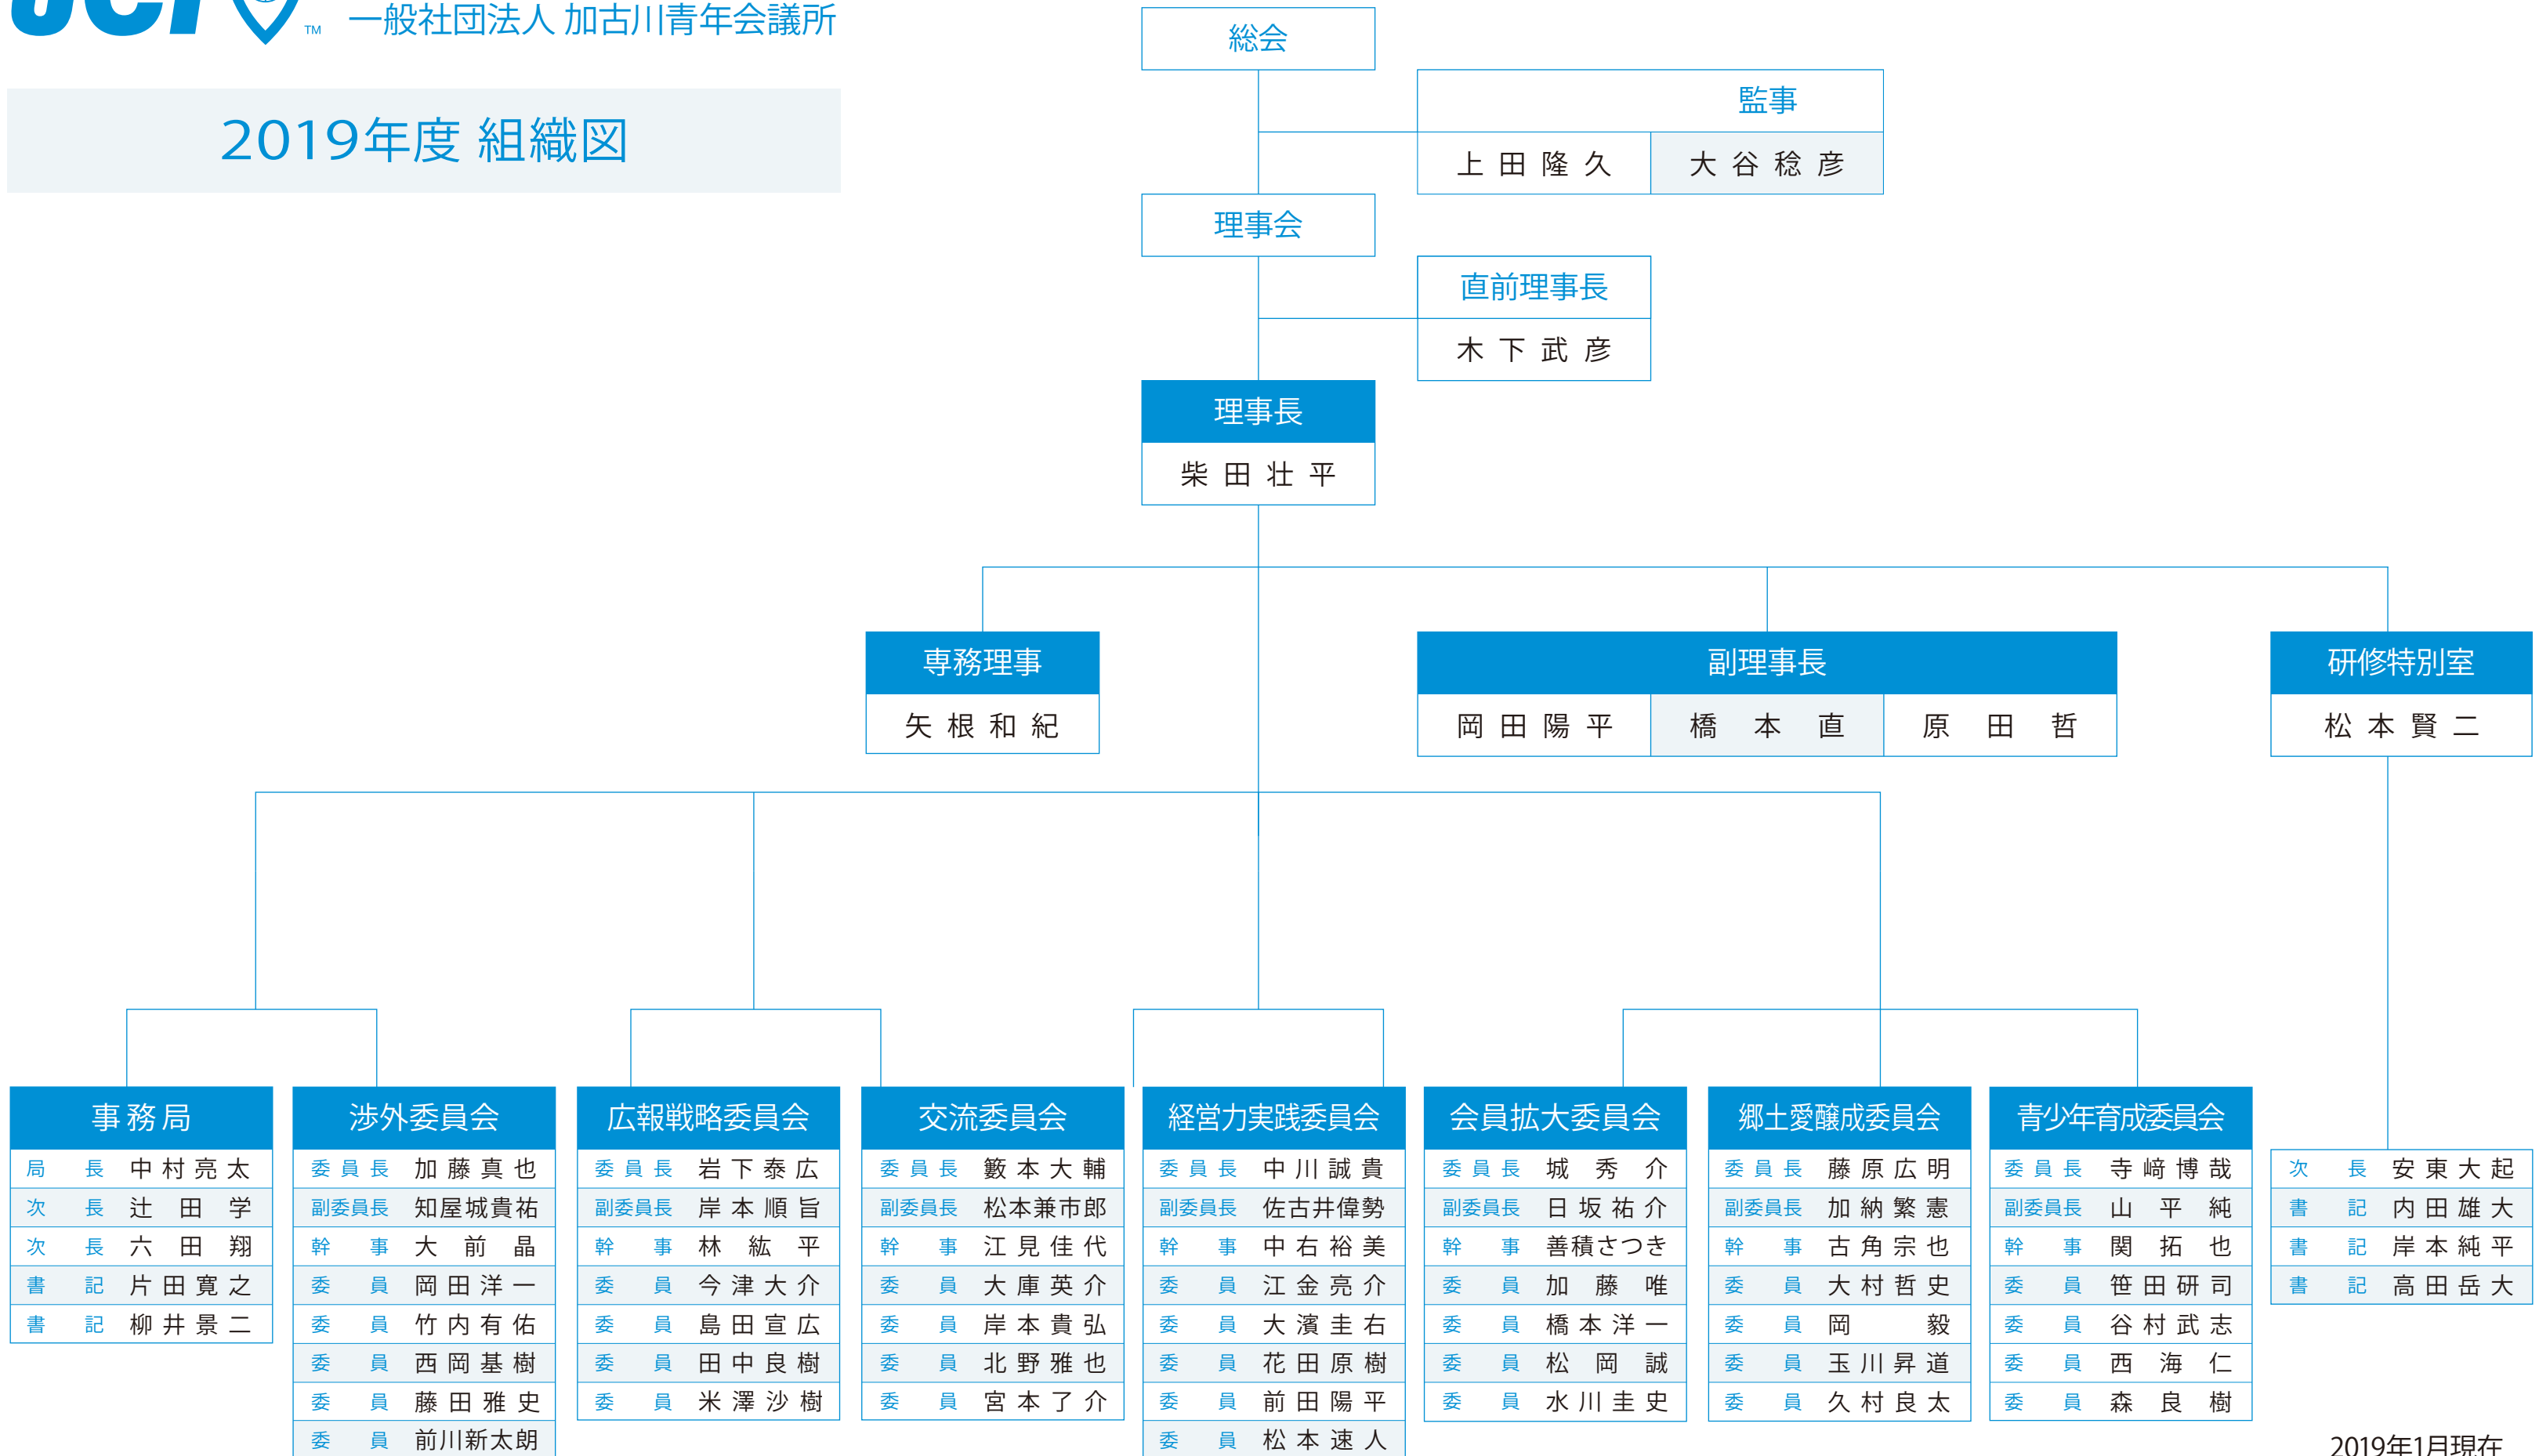 JCI ™ 一般社団法人 加古川青年会議所
2019年度 組織図
総会
監事
上田隆久 大谷稔彦
理事会
直前理事長
木下武彦
理事長
柴田壮平
専務理事
矢根和紀
副理事長
岡田陽平 橋本直 原田哲
研修特別室
松本賢二
事務局
局長 中村亮太
次長 辻田学
次長 六田翔
書記 片田寛之
書記 柳井景二
渉外委員会
委員長 加藤真也
副委員長 知屋城貴祐
幹事 大前晶
委員 岡田洋一
委員 竹内有佑
委員 西岡基樹
委員 藤田雅史
委員 前川新太朗
広報戦略委員会
委員長 岩下泰広
副委員長 岸本順旨
幹事 林紘平
委員 今津大介
委員 島田宣広
委員 田中良樹
委員 米澤沙樹
交流委員会
委員長 籔本大輔
副委員長 松本兼市郎
幹事 江見佳代
委員 大庫英介
委員 岸本貴弘
委員 北野雅也
委員 宮本了介
経営力実践委員会
委員長 中川誠貴
副委員長 佐古井偉勢
幹事 中右裕美
委員 江金亮介
委員 大濱圭右
委員 花田原樹
委員 前田陽平
委員 松本速人
会員拡大委員会
委員長 城秀介
副委員長 日坂祐介
幹事 善積さつき
委員 加藤唯
委員 橋本洋一
委員 松岡誠
委員 水川圭史
郷土愛醸成委員会
委員長 藤原広明
副委員長 加納繁憲
幹事 古角宗也
委員 大村哲史
委員 岡毅
委員 玉川昇道
委員 久村良太
青少年育成委員会
委員長 寺﨑博哉
副委員長 山平純
幹事 関拓也
委員 笹田研司
委員 谷村武志
委員 西海仁
委員 森良樹
次長 安東大起
書記 内田雄大
書記 岸本純平
書記 高田岳大
2019年1月現在